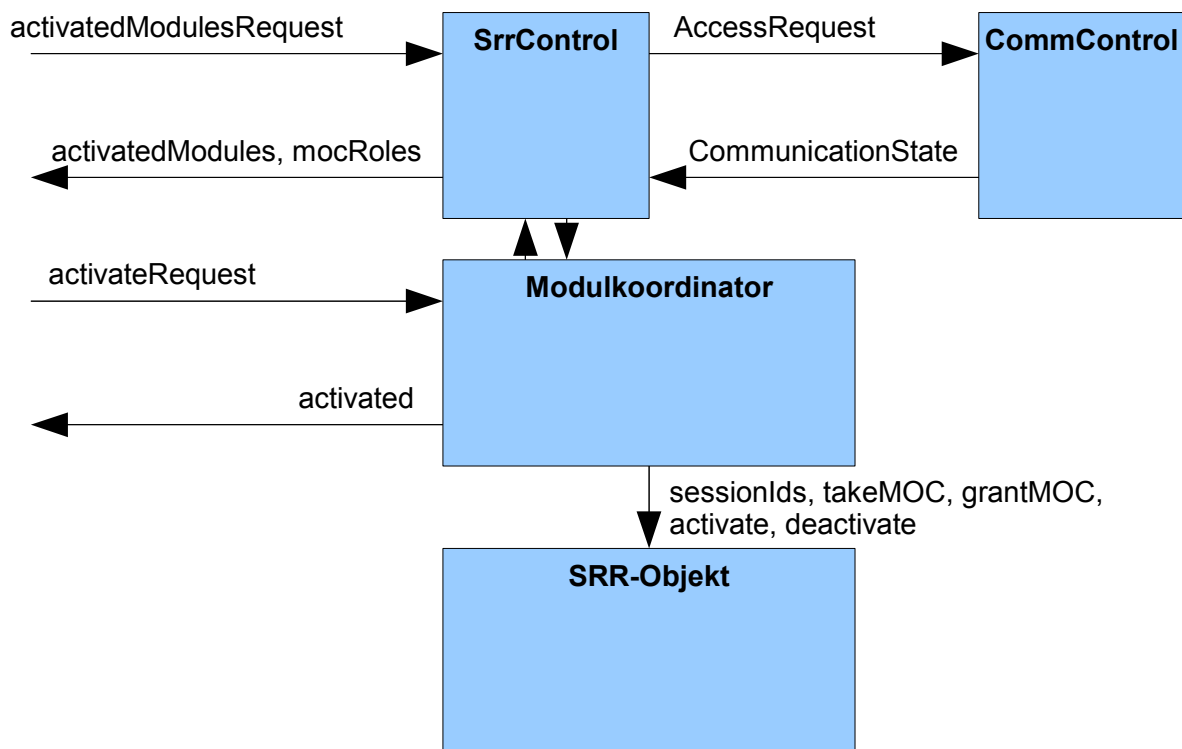 activatedModulesRequest
SrrControl
AccessRequest
CommControl
activatedModules, mocRoles
CommunicationState
activateRequest
Modulkoordinator
activated
sessionIds, takeMOC, grantMOC,
activate, deactivate
SRR-Objekt